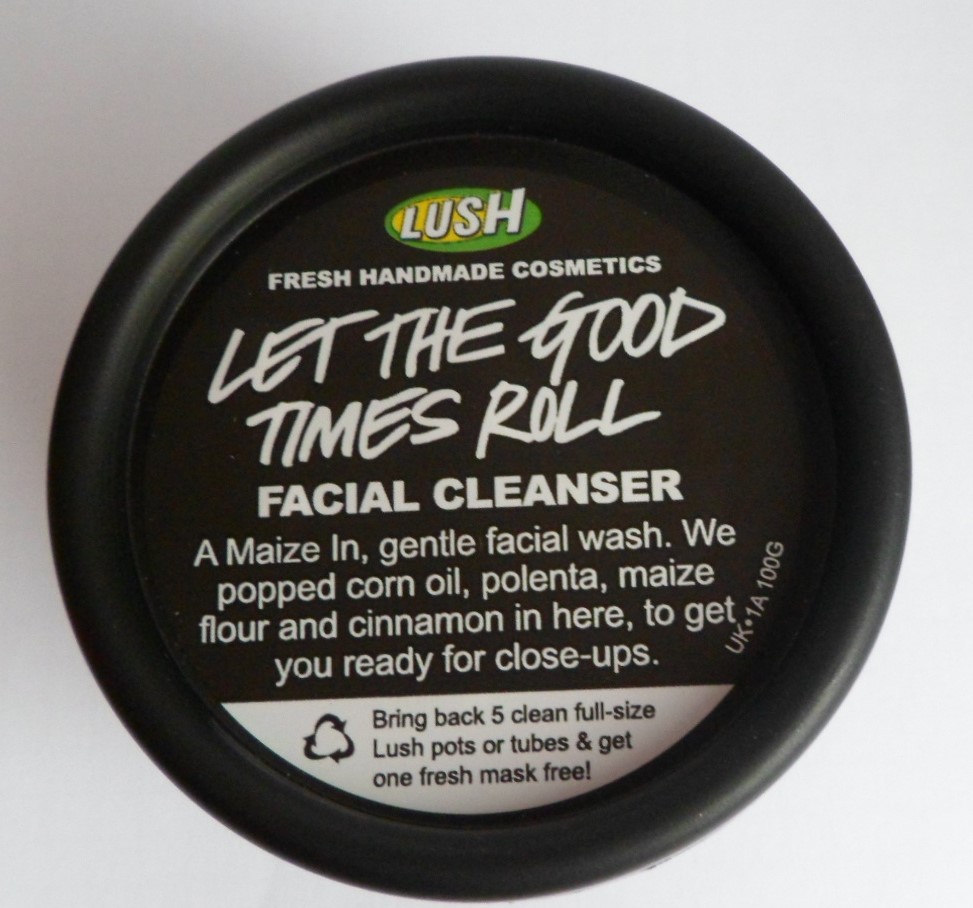 LUSH
FRESH HANDMADE COSMETICS
LET THE GOOD
TIMES ROLL
FACIAL CLEANSER
A Maize In, gentle facial wash. We
popped corn oil, polenta, maize
flour and cinnamon in here, to get
you ready for close-ups.
UK•1A 100G
Bring back 5 clean full-size
Lush pots or tubes & get
one fresh mask free!